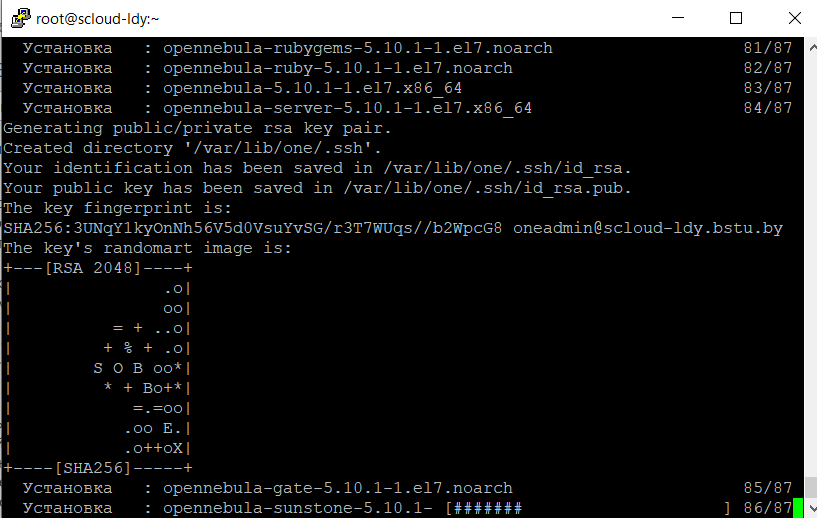 root@scloud-ldy:~
Установка   : opennebula-rubygems-5.10.1-1.el7.noarch                   81/87
Установка   : opennebula-ruby-5.10.1-1.el7.noarch                       82/87
Установка   : opennebula-5.10.1-1.el7.x86_64                            83/87
Установка   : opennebula-server-5.10.1-1.el7.x86_64                     84/87
Generating public/private rsa key pair.
Created directory '/var/lib/one/.ssh'.
Your identification has been saved in /var/lib/one/.ssh/id_rsa.
Your public key has been saved in /var/lib/one/.ssh/id_rsa.pub.
The key fingerprint is:
SHA256:3UNqY1kyOnNh56V5d0VsuYvSG/r3T7WUqs//b2WpcG8 oneadmin@scloud-ldy.bstu.by
The key's randomart image is:
+---[RSA 2048]----+
|               .o|
|               oo|
|          = + ..o|
|         + % + .o|
|        S O B oo*|
|         * + Bo+*|
|            =.=oo|
|           .oo E.|
|           .o++oX|
+----[SHA256]-----+
Установка   : opennebula-gate-5.10.1-1.el7.noarch                       85/87
Установка   : opennebula-sunstone-5.10.1- [#######                    ] 86/87